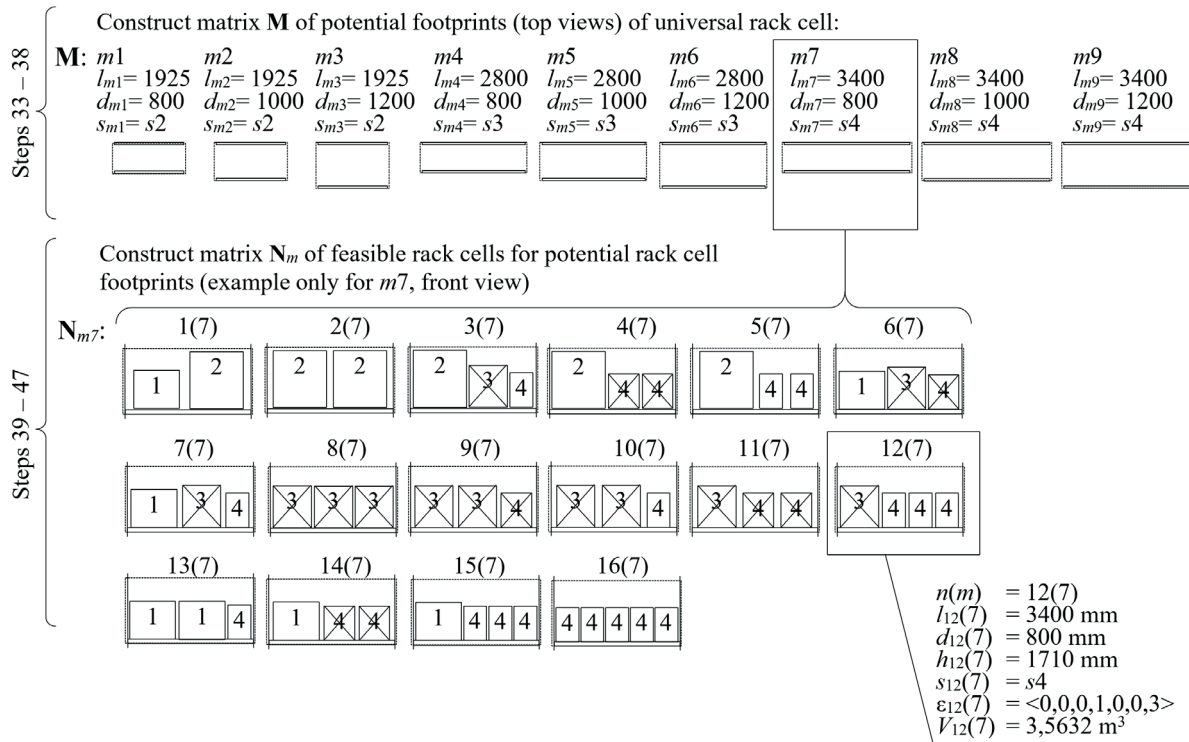 Construct matrix M of potential footprints (top views) of universal rack cell:
Steps 33 – 38
M: m1 m2 m3 m4 m5 m6 m7 m8 m9
lm1= 1925 lm2= 1925 lm3= 1925 lm4= 2800 lm5= 2800 lm6= 2800 lm7= 3400 lm8= 3400 lm9= 3400
dm1= 800 dm2= 1000 dm3= 1200 dm4= 800 dm5= 1000 dm6= 1200 dm7= 800 dm8= 1000 dm9= 1200
sm1= s2 sm2= s2 sm3= s2 sm4= s3 sm5= s3 sm6= s3 sm7= s4 sm8= s4 sm9= s4
Construct matrix Nm of feasible rack cells for potential rack cell
footprints (example only for m7, front view)
Steps 39 – 47
Nm7: 1(7) 2(7) 3(7) 4(7) 5(7) 6(7)
1 2 2 2 2 3 4 2 4 4 2 4 4 1 3 4
7(7) 8(7) 9(7) 10(7) 11(7) 12(7)
1 3 4 3 3 3 3 3 4 3 3 4 3 4 4 3 4 4 4
13(7) 14(7) 15(7) 16(7)
1 1 4 1 4 4 1 4 4 4 4 4 4 4 4
n(m) = 12(7)
l12(7) = 3400 mm
d12(7) = 800 mm
h12(7) = 1710 mm
s12(7) = s4
ε12(7) = <0,0,0,1,0,0,3>
V12(7) = 3,5632 m³